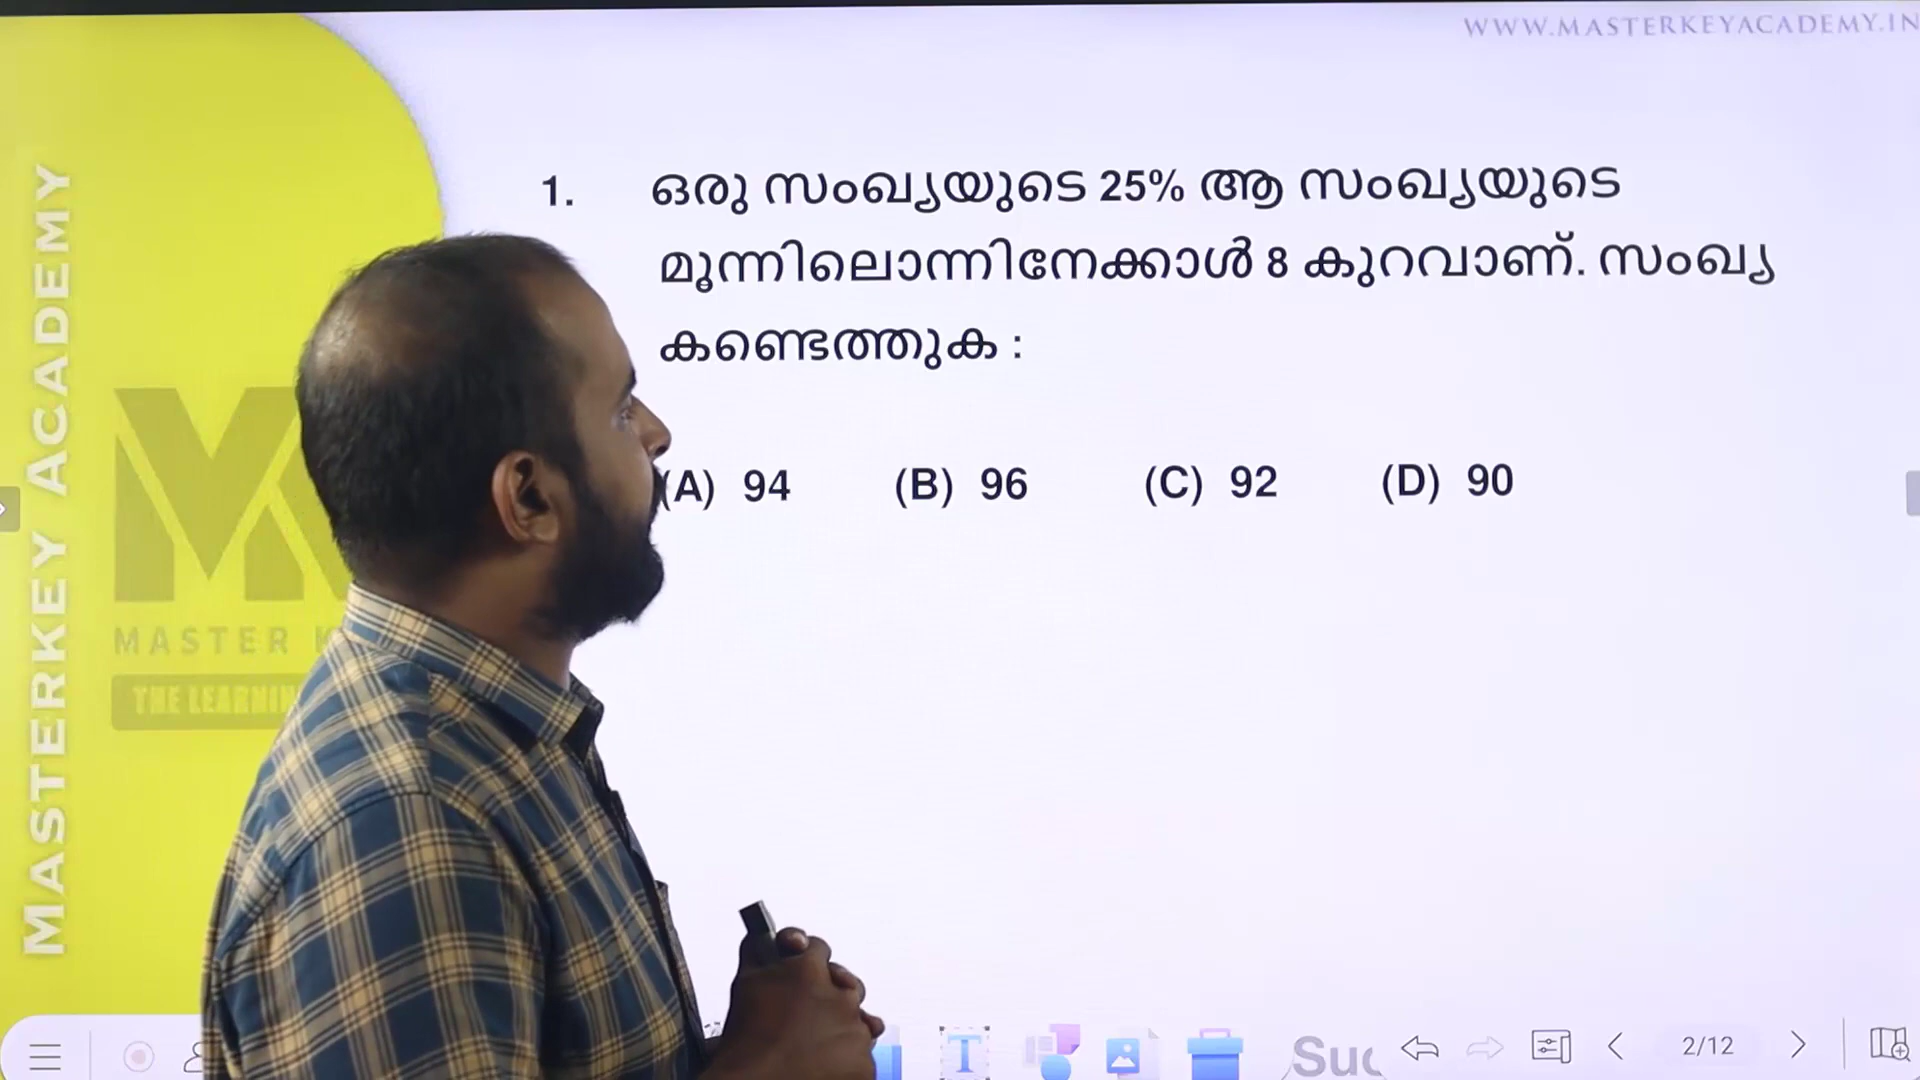 WWW.MASTERKEYACADEMY.IN
MASTERKEY ACADEMY
1. ഒരു സംഖ്യയുടെ 25% ആ സംഖ്യയുടെ
മൂന്നിലൊന്നിനേക്കാൾ 8 കുറവാണ്. സംഖ്യ
കണ്ടെത്തുക :
(A) 94 (B) 96 (C) 92 (D) 90
MASTER
THE
T
2/12